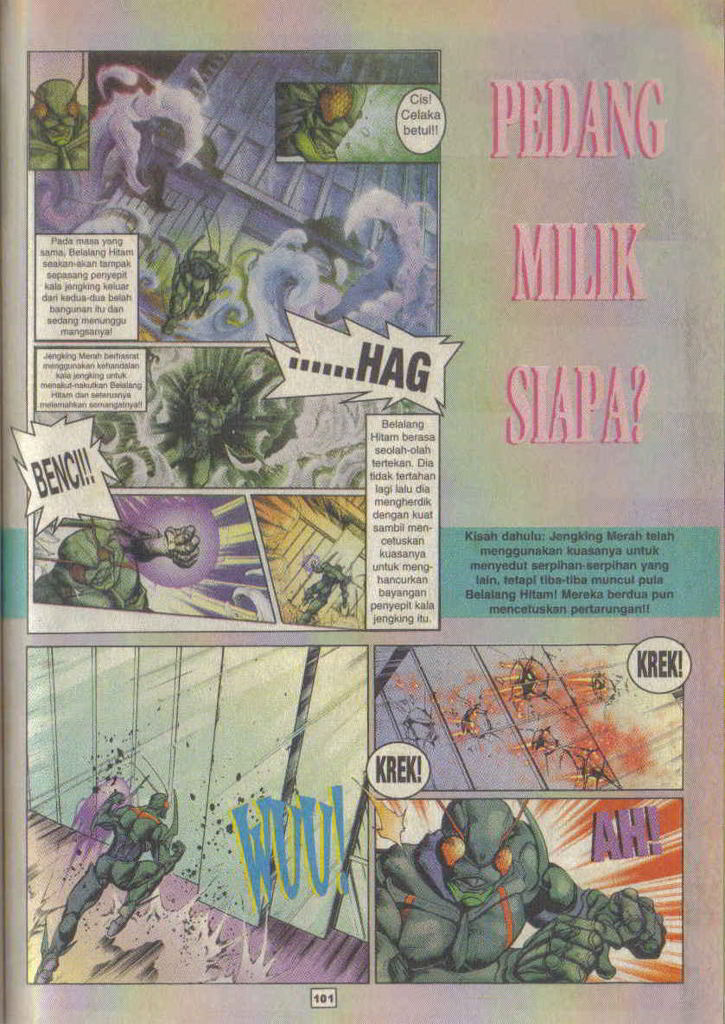 PEDANG
MILIK
SIAPA?
Cis!
Celaka
betul!!
Pada masa yang
sama, Belalang Hitam
seakan-akan tampak
sepasang penyepit
kala jengking keluar
dari kedua-dua belah
bangunan itu dan
sedang menunggu
mangsanya!
......HAG
Jengking Merah berhasrat
menggunakan kehandalan
kala jengking untuk
menakut-nakutkan Belalang
Hitam dan seterusnya
melemahkan semangatnya!!
BENCI!!
Belalang
Hitam berasa
seolah-olah
tertekan. Dia
tidak tertahan
lagi lalu dia
mengherdik
dengan kuat
sambil men-
cetuskan
kuasanya
untuk meng-
hancurkan
bayangan
penyepit kala
jengking itu.
Kisah dahulu: Jengking Merah telah
menggunakan kuasanya untuk
menyedut serpihan-serpihan yang
lain, tetapi tiba-tiba muncul pula
Belalang Hitam! Mereka berdua pun
mencetuskan pertarungan!!
WUU!
KREK!
KREK!
AH!
101